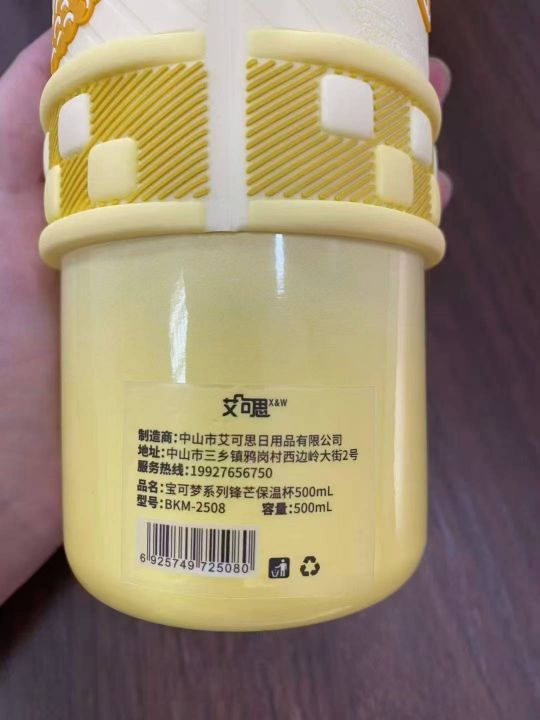 艾可思X&W
制造商:中山市艾可思日用品有限公司
地址:中山市三乡镇鸦岗村西边岭大街2号
服务热线:19927656750
品名:宝可梦系列锋芒保温杯500mL
型号:BKM-2508 容量:500mL
6 925749 725080